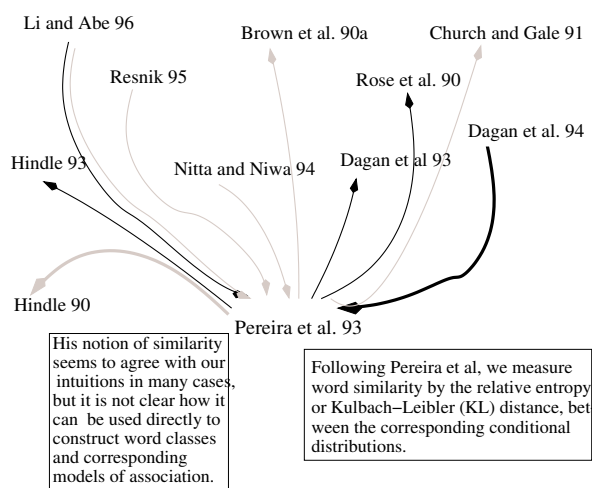 Li and Abe 96
Brown et al. 90a
Church and Gale 91
Resnik 95
Rose et al. 90
Dagan et al. 94
Hindle 93
Nitta and Niwa 94
Dagan et al 93
Hindle 90
Pereira et al. 93
His notion of similarity
seems to agree with our
intuitions in many cases,
but it is not clear how it
can be used directly to
construct word classes
and corresponding
models of association.
Following Pereira et al, we measure
word similarity by the relative entropy
or Kulbach−Leibler (KL) distance, bet-
ween the corresponding conditional
distributions.